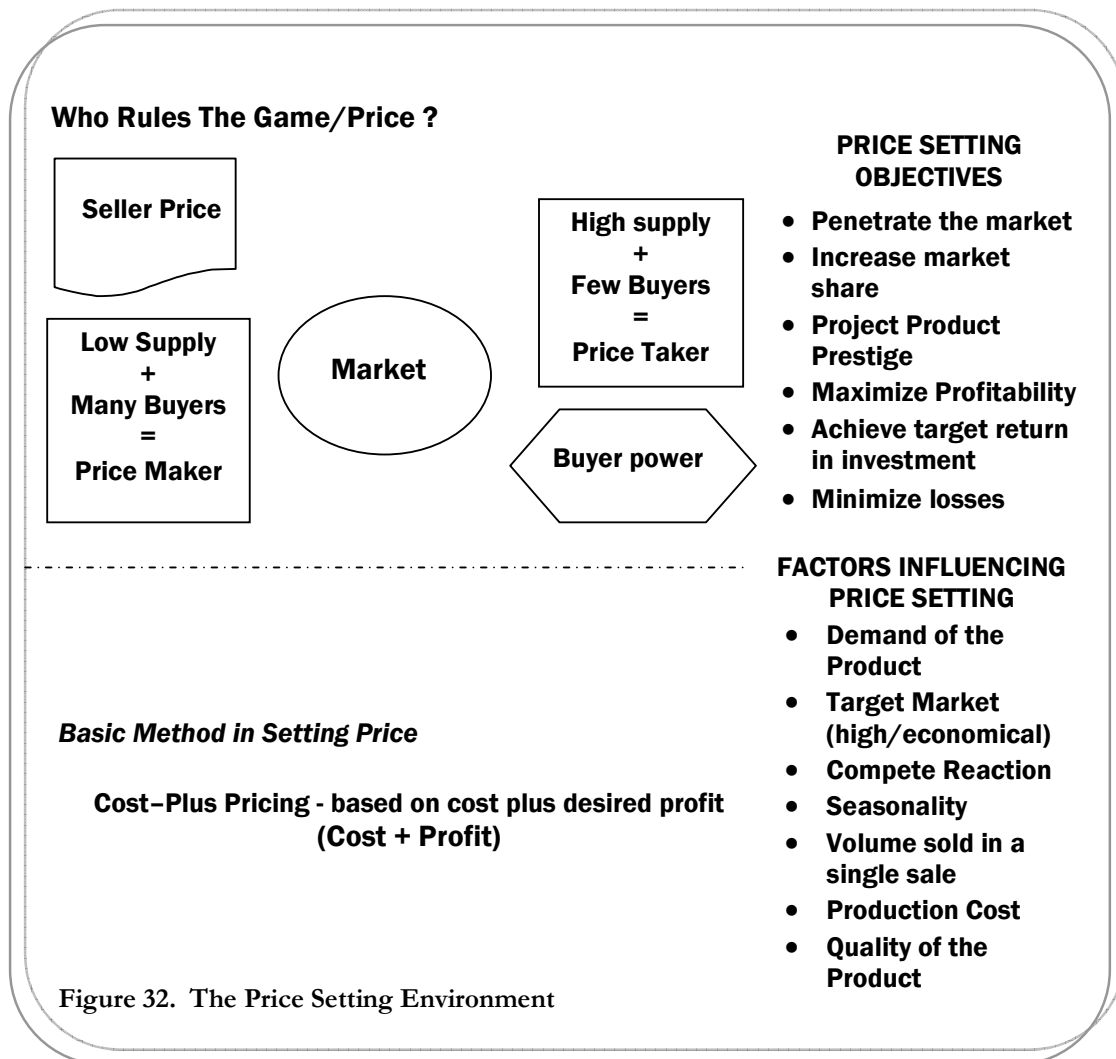 Who Rules The Game/Price ?
Seller Price
Low Supply
+
Many Buyers
=
Price Maker
Market
High supply
+
Few Buyers
=
Price Taker
Buyer power
PRICE SETTING
OBJECTIVES
• Penetrate the market
• Increase market
share
• Project Product
Prestige
• Maximize Profitability
• Achieve target return
in investment
• Minimize losses
Basic Method in Setting Price
Cost–Plus Pricing - based on cost plus desired profit
(Cost + Profit)
FACTORS INFLUENCING
PRICE SETTING
• Demand of the
Product
• Target Market
(high/economical)
• Compete Reaction
• Seasonality
• Volume sold in a
single sale
• Production Cost
• Quality of the
Product
Figure 32. The Price Setting Environment